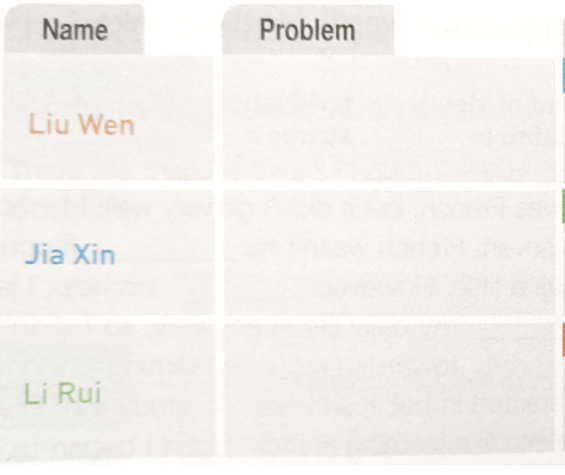 Name Problem
Liu Wen
Jia Xin
Li Rui